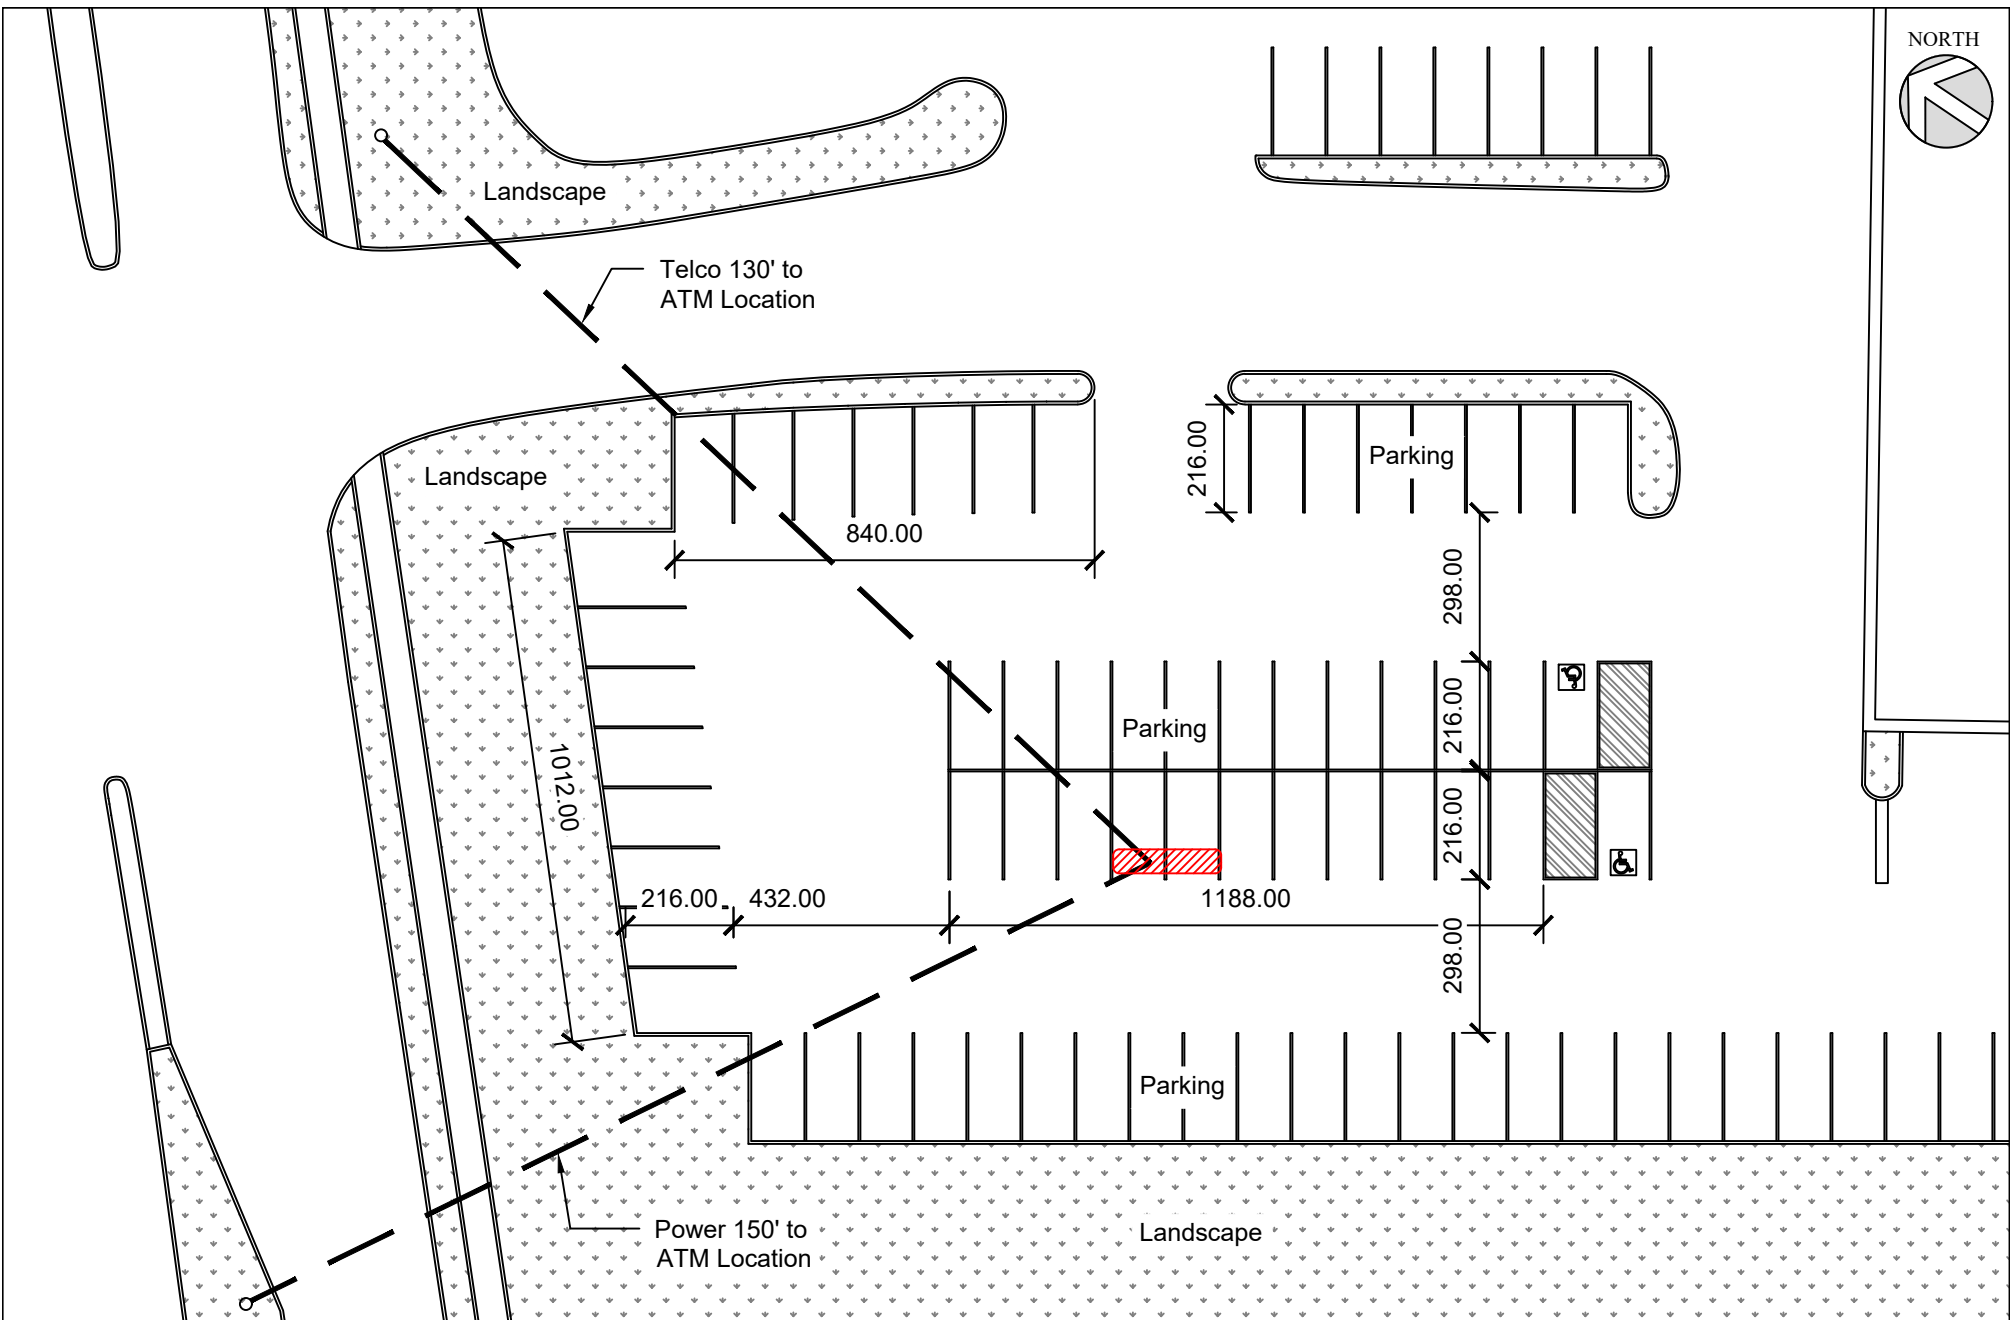 NORTH
Landscape
Telco 130' to
ATM Location
Landscape
216.00
Parking
840.00
298.00
1012.00
Parking
216.00
216.00
216.00
432.00
1188.00
298.00
Parking
Power 150' to
ATM Location
Landscape